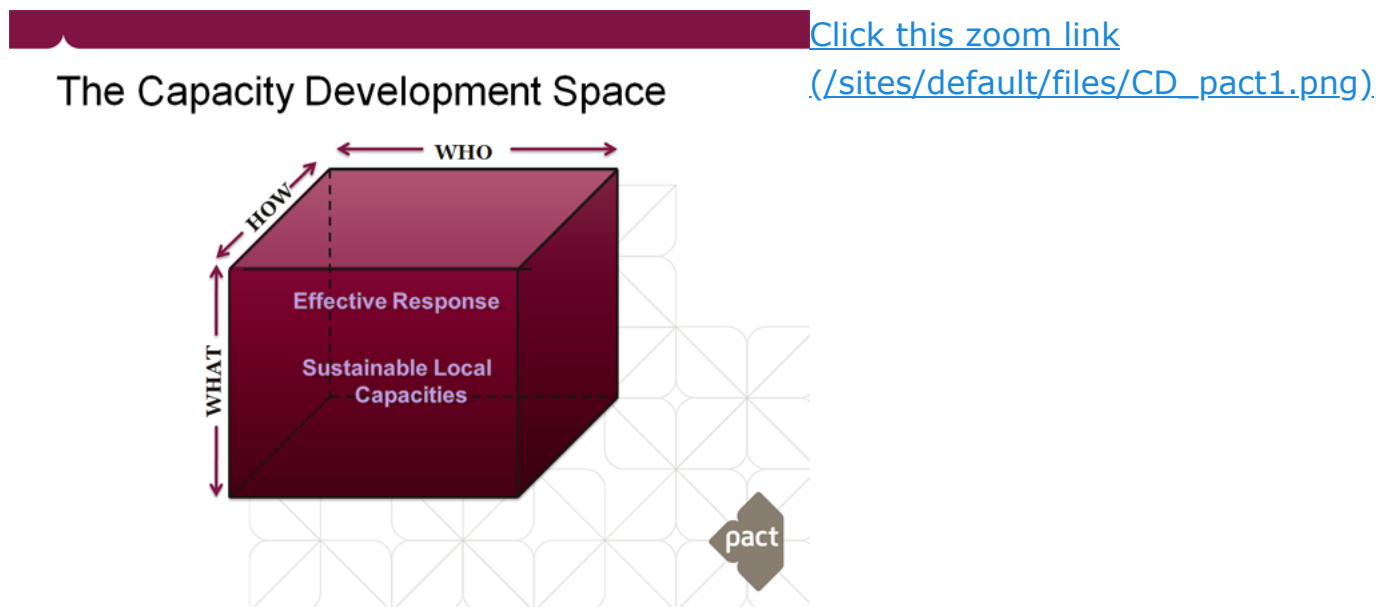 Click this zoom link
(/sites/default/files/CD_pact1.png)
The Capacity Development Space
WHO
HOW
WHAT
Effective Response
Sustainable Local
Capacities
pact